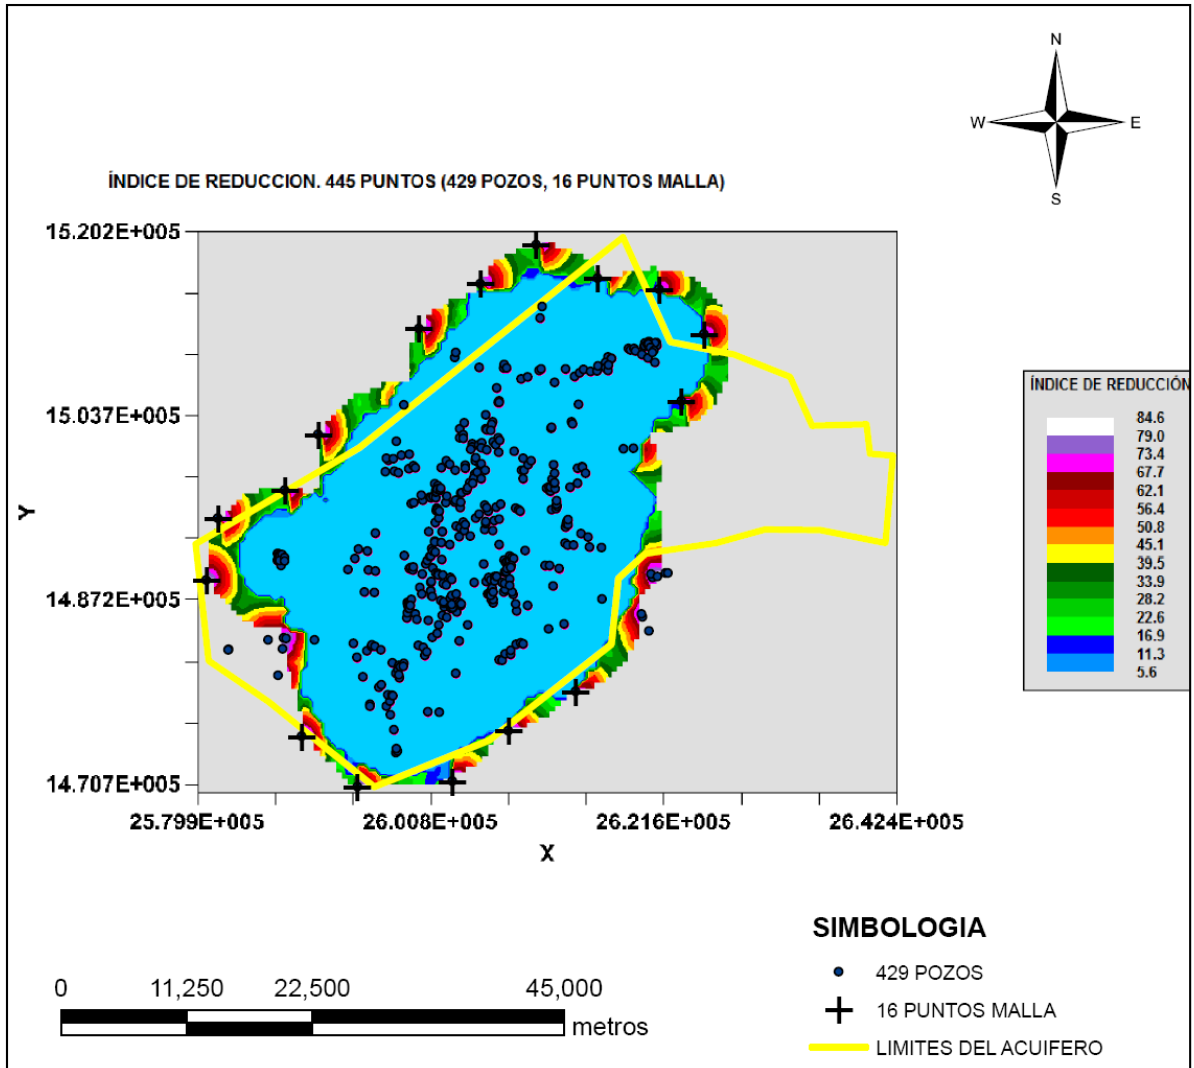 N
W E
S
ÍNDICE DE REDUCCION. 445 PUNTOS (429 POZOS, 16 PUNTOS MALLA)
15.202E+005
15.037E+005
14.872E+005
14.707E+005
Y
25.799E+005 26.008E+005 26.216E+005 26.424E+005
X
ÍNDICE DE REDUCCIÓN
84.6
79.0
73.4
67.7
62.1
56.4
50.8
45.1
39.5
33.9
28.2
22.6
16.9
11.3
5.6
SIMBOLOGIA
429 POZOS
16 PUNTOS MALLA
LIMITES DEL ACUIFERO
0 11,250 22,500 45,000
metros